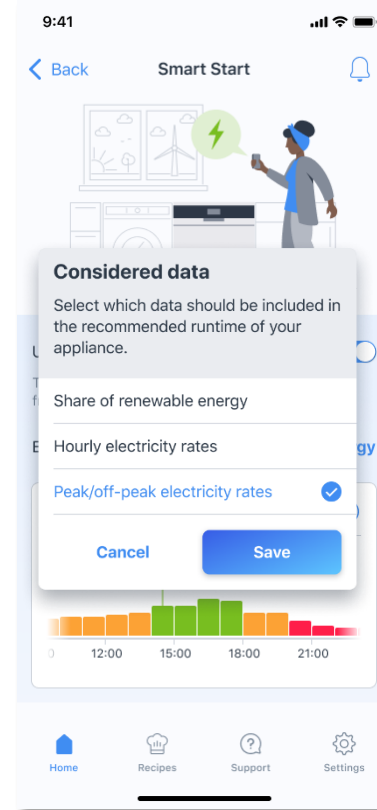 9:41
Back
Smart Start
Considered data
Select which data should be included in
the recommended runtime of your
appliance.
Share of renewable energy
Hourly electricity rates
gy
Peak/off-peak electricity rates
Cancel
Save
12:00
15:00
18:00
21:00
Home
Recipes
Support
Settings